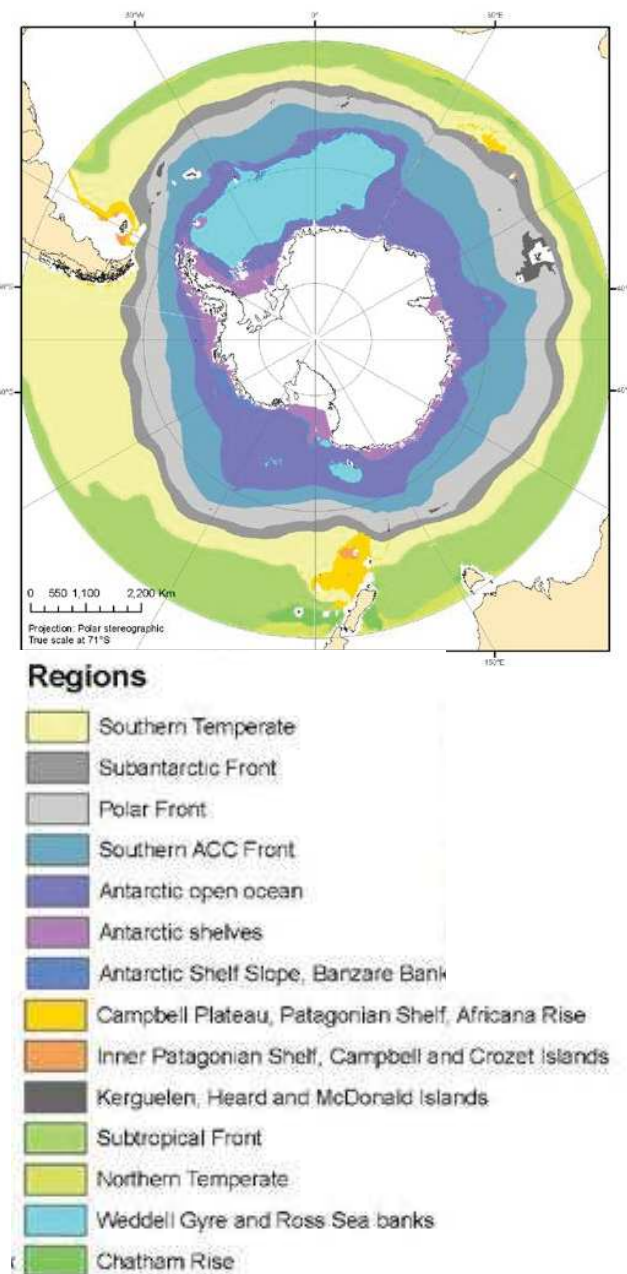 0°
0 550 1,100 2,200 Km
Projection: Polar stereographic
True scale at 71°S
150°E
Regions
Southern Temperate
Subantarctic Front
Polar Front
Southern ACC Front
Antarctic open ocean
Antarctic shelves
Antarctic Shelf Slope, Banzare Bank
Campbell Plateau, Patagonian Shelf, Africana Rise
Inner Patagonian Shelf, Campbell and Crozet Islands
Kerguelen, Heard and McDonald Islands
Subtropical Front
Northern Temperate
Weddell Gyre and Ross Sea banks
Chatham Rise